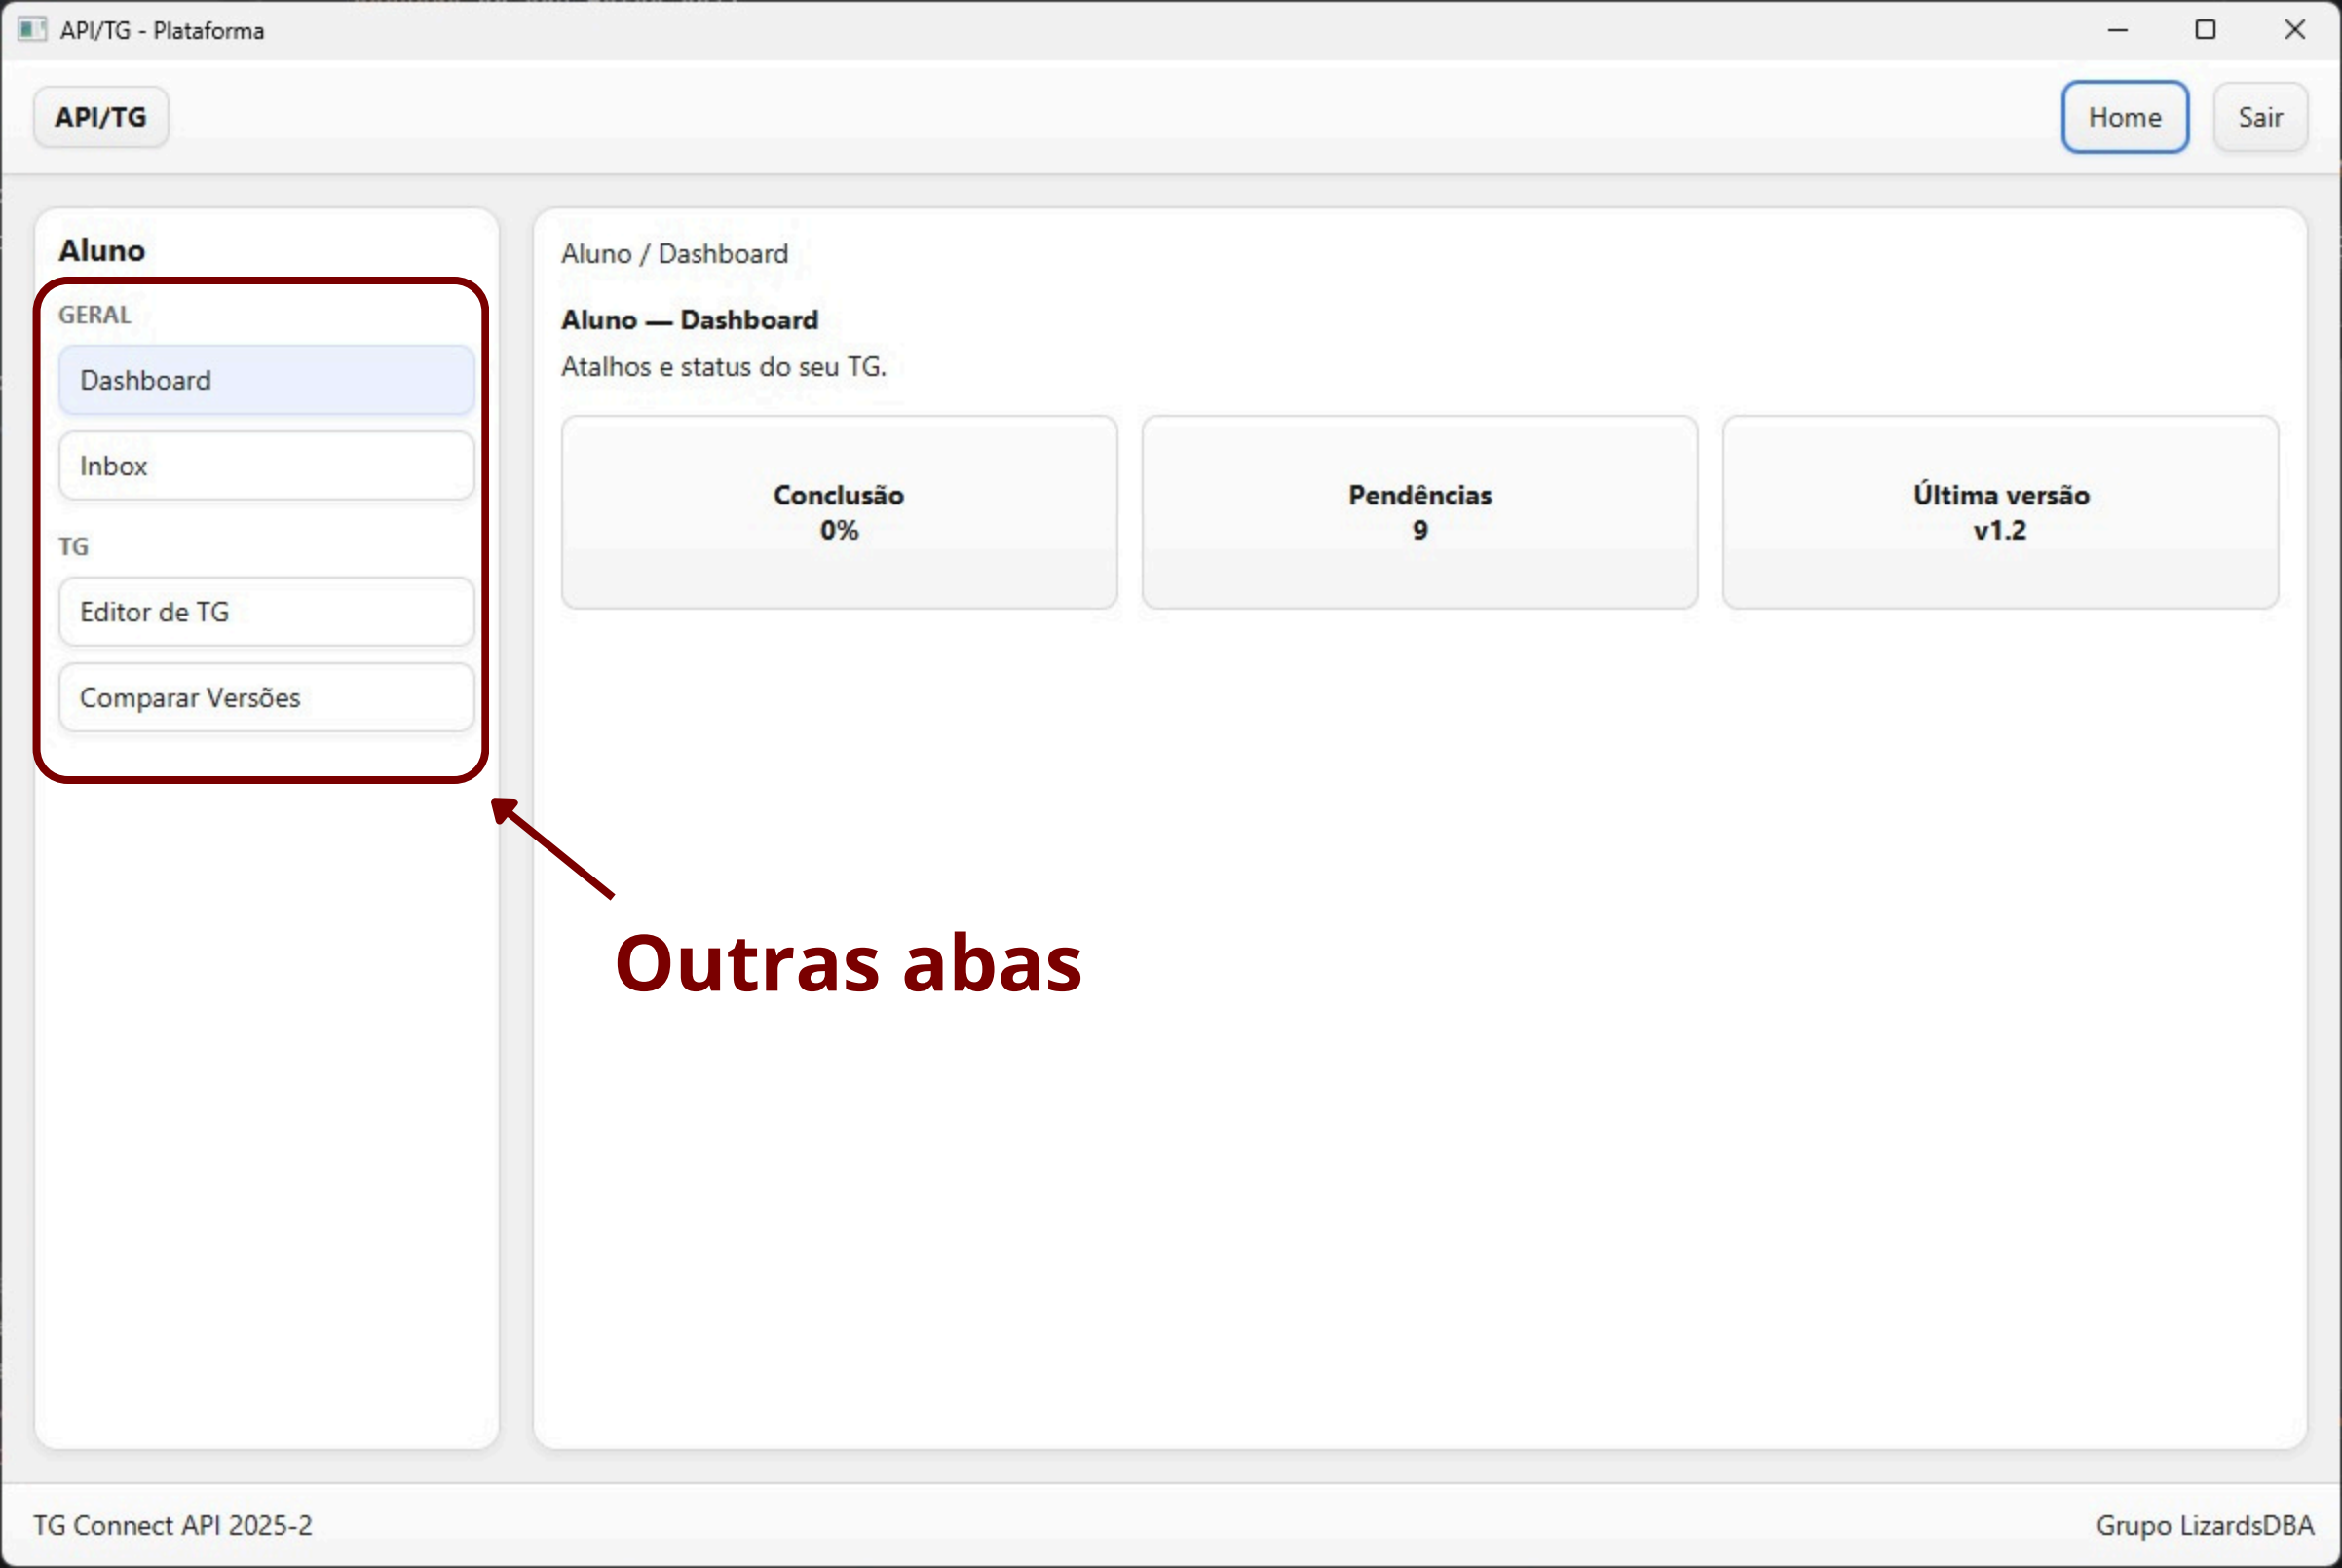 API/TG - Plataforma
API/TG
Home
Sair
Aluno
GERAL
Dashboard
Inbox
TG
Editor de TG
Comparar Versões
Aluno / Dashboard
Aluno — Dashboard
Atalhos e status do seu TG.
Conclusão
0%
Pendências
9
Última versão
v1.2
Outras abas
TG Connect API 2025-2
Grupo LizardsDBA